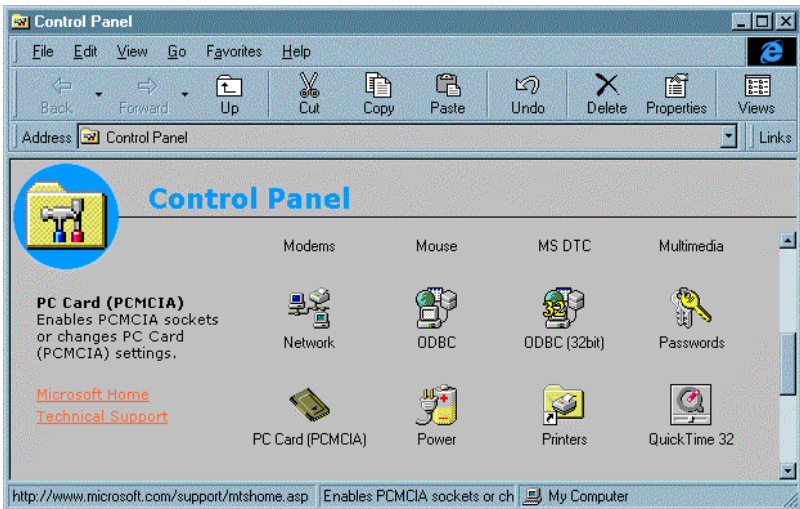 Control Panel
File Edit View Go Favorites Help
Back Forward Up Cut Copy Paste Undo Delete Properties Views
Address Control Panel Links
Control Panel
Modems Mouse MS DTC Multimedia
PC Card (PCMCIA)
Enables PCMCIA sockets
or changes PC Card
(PCMCIA) settings.
32
Network ODBC ODBC (32bit) Passwords
Microsoft Home
Technical Support
PC Card (PCMCIA) Power Printers QuickTime 32
http://www.microsoft.com/support/mtshome.asp Enables PCMCIA sockets or ch My Computer